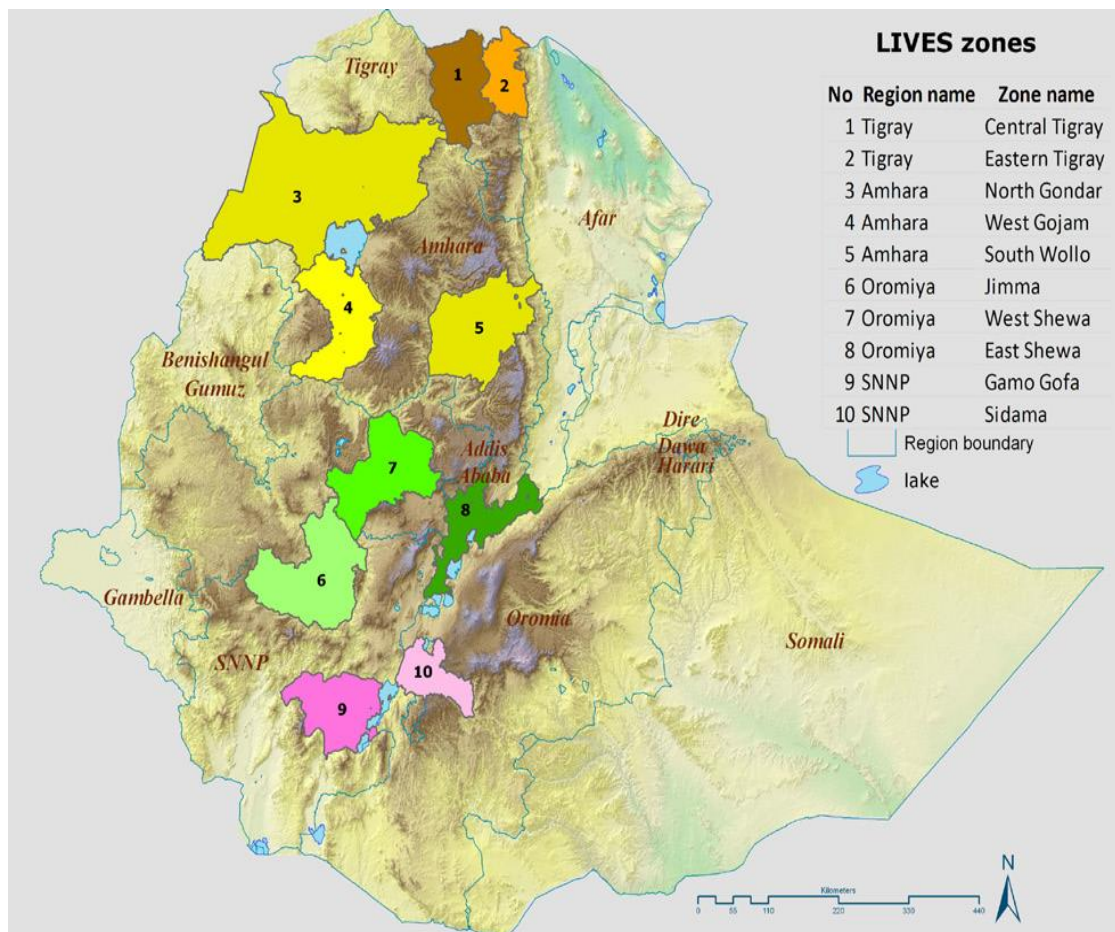 LIVES zones
No Region name Zone name
1 Tigray Central Tigray
2 Tigray Eastern Tigray
3 Amhara North Gondar
4 Amhara West Gojam
5 Amhara South Wollo
6 Oromiya Jimma
7 Oromiya West Shewa
8 Oromiya East Shewa
9 SNNP Gamo Gofa
10 SNNP Sidama
Region boundary
lake
Tigray
1
2
3
Afar
Amhara
4
5
Benishangul
Gumuz
Dire
Dawa
Harari
Addis
Ababa
7
8
6
Gambella
Oromia
Somali
SNNP
10
9
N
Kilometers
0 55 110 220 335 440